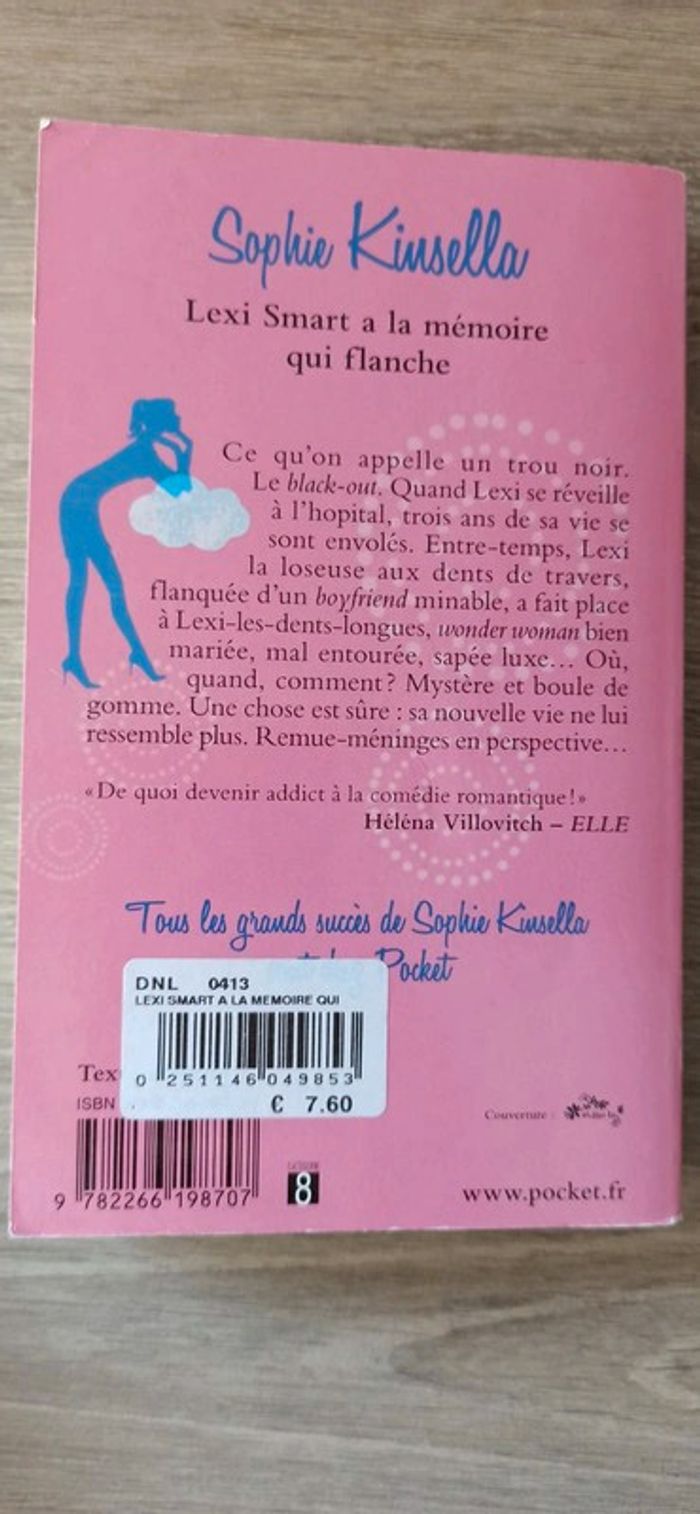 Sophie Kinsella
Lexi Smart a la mémoire
qui flanche
Ce qu'on appelle un trou noir.
Le black-out. Quand Lexi se réveille
à l'hopital, trois ans de sa vie se
sont envolés. Entre-temps, Lexi
la loseuse aux dents de travers,
flanquée d'un boyfriend minable, a fait place
à Lexi-les-dents-longues, wonder woman bien
mariée, mal entourée, sapée luxe... Où,
quand, comment ? Mystère et boule de
gomme. Une chose est sûre : sa nouvelle vie ne lui
ressemble plus. Remue-méninges en perspective...
«De quoi devenir addict à la comédie romantique!»
Héléna Villovitch – ELLE
Tous les grands succès de Sophie Kinsella
Pocket
DNL 0413
LEXI SMART A LA MEMOIRE QUI
0 251146 049853
€ 7.60
Tex
ISBN
Couverture :
9 782266 198707
8
www.pocket.fr